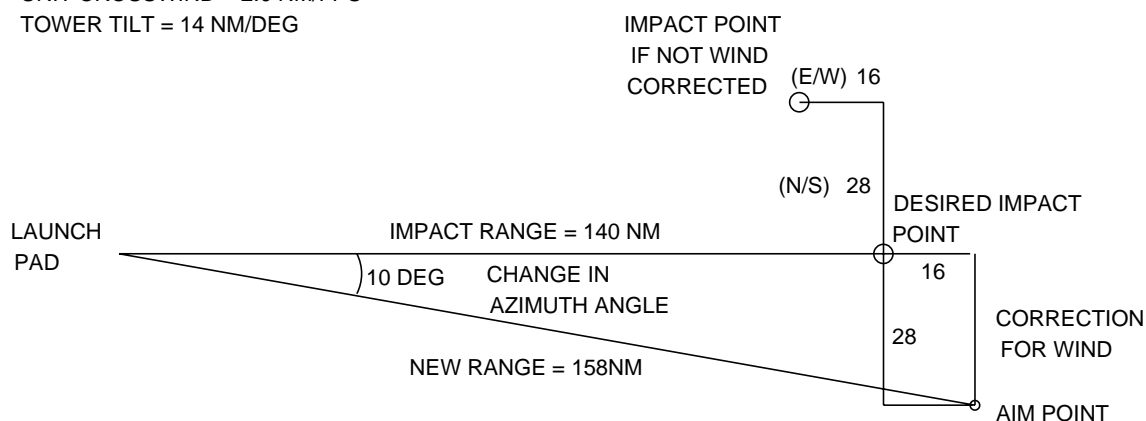 TOWER TILT = 14 NM/DEG
IMPACT POINT
IF NOT WIND
CORRECTED
(E/W) 16
(N/S) 28
DESIRED IMPACT
POINT
LAUNCH
PAD
IMPACT RANGE = 140 NM
16
10 DEG
CHANGE IN
AZIMUTH ANGLE
28
CORRECTION
FOR WIND
NEW RANGE = 158NM
AIM POINT